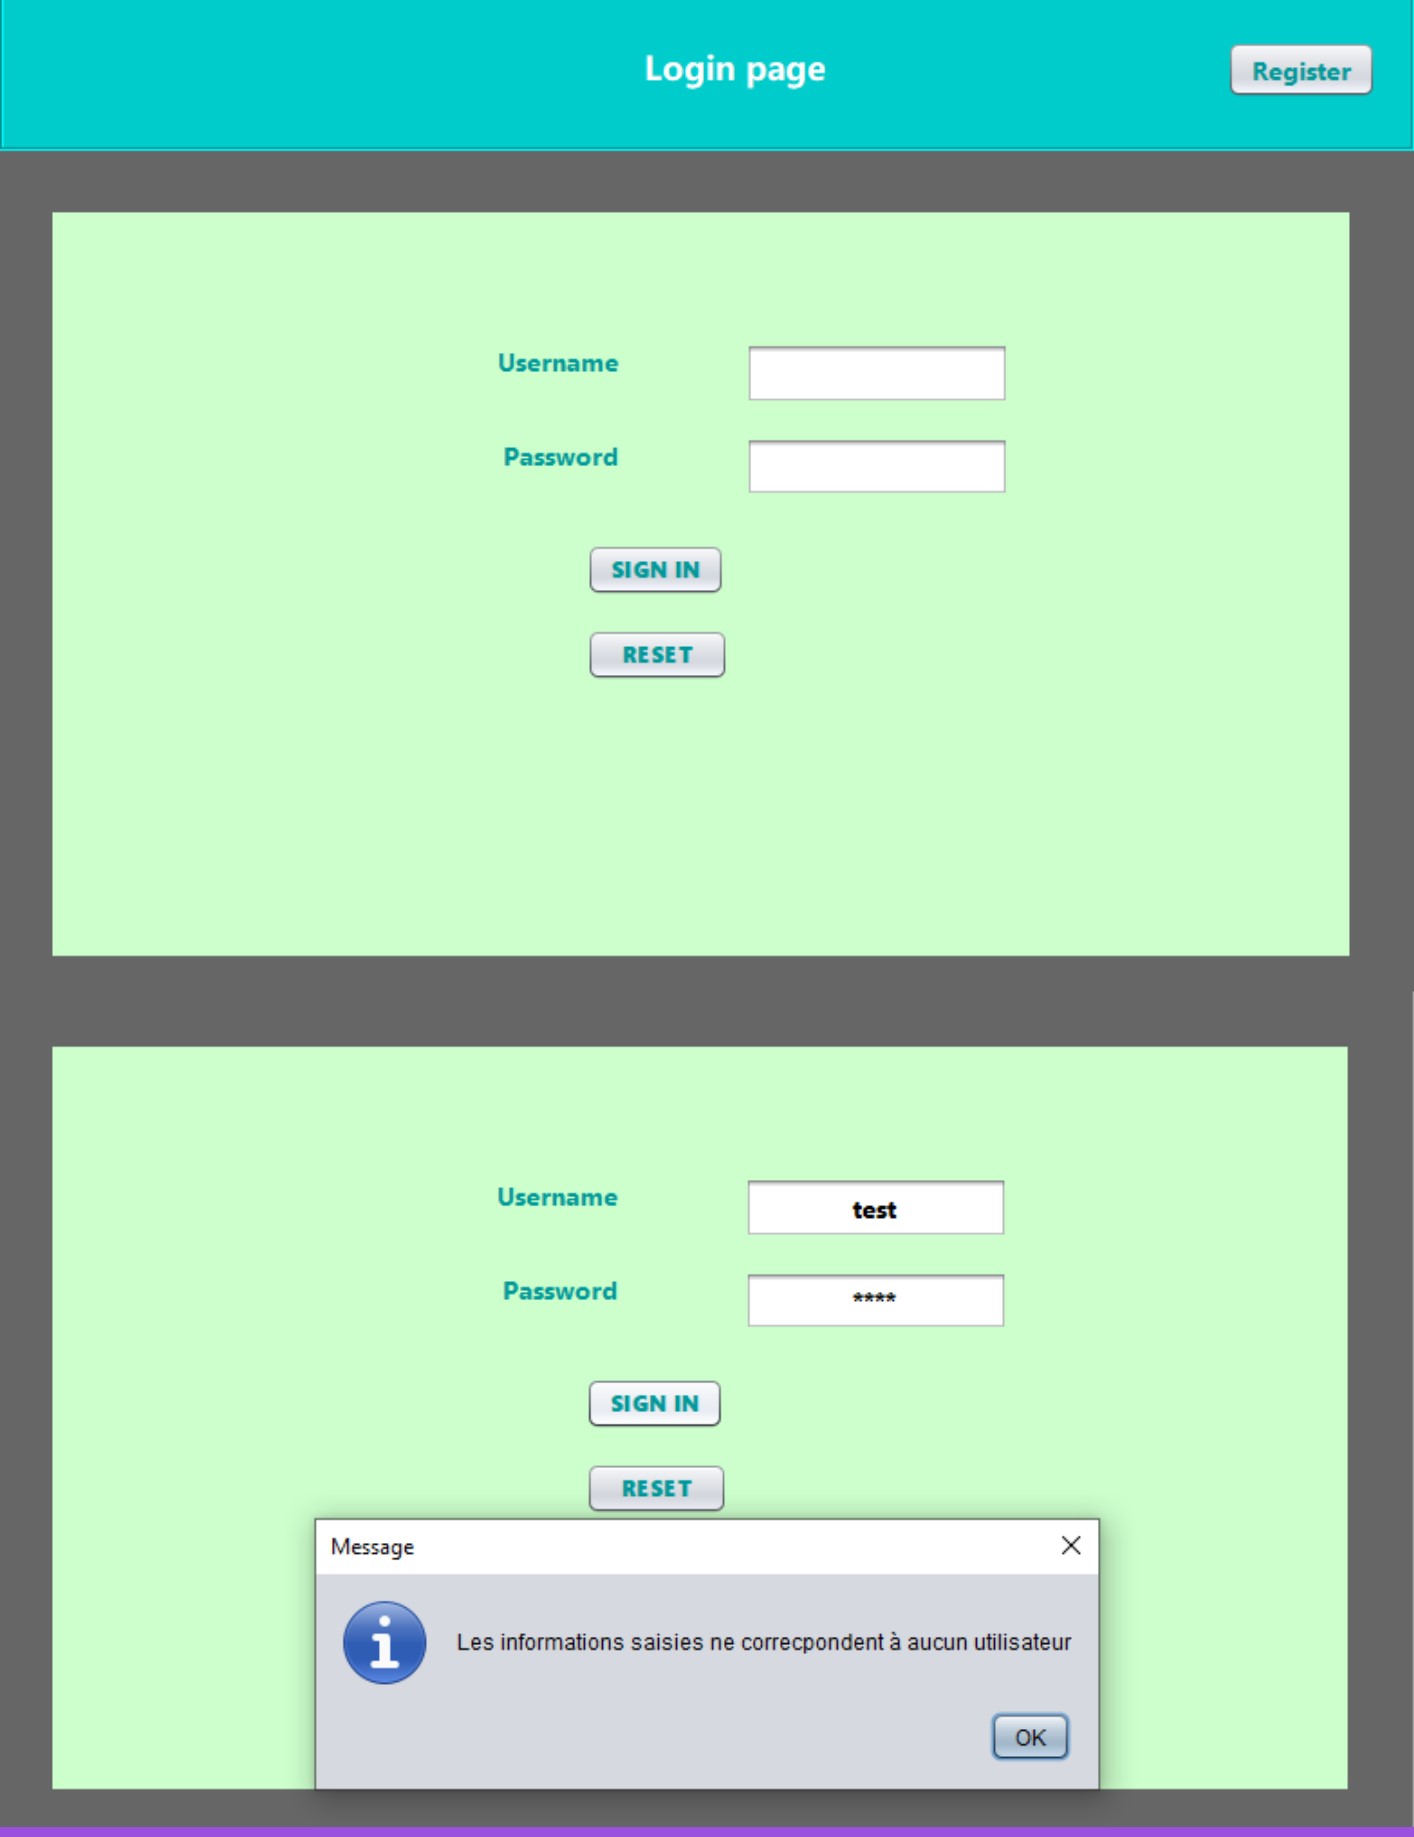 Login page
Register
Username
Password
SIGN IN
RESET
Username
test
Password
****
SIGN IN
RESET
Message
Les informations saisies ne correcpondent à aucun utilisateur
OK